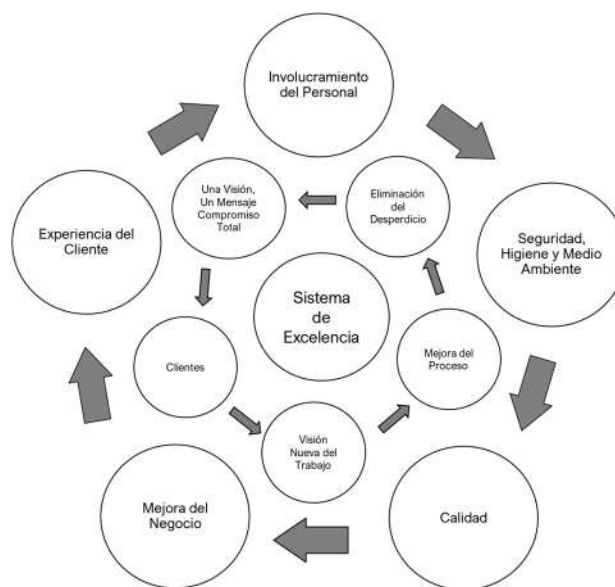 Involucramiento
del Personal
Una Visión,
Un Mensaje
Compromiso
Total
Eliminación
del
Desperdicio
Experiencia del
Cliente
Seguridad,
Higiene y Medio
Ambiente
Sistema
de
Excelencia
Clientes
Mejora del
Proceso
Visión
Nueva del
Trabajo
Mejora del
Negocio
Calidad